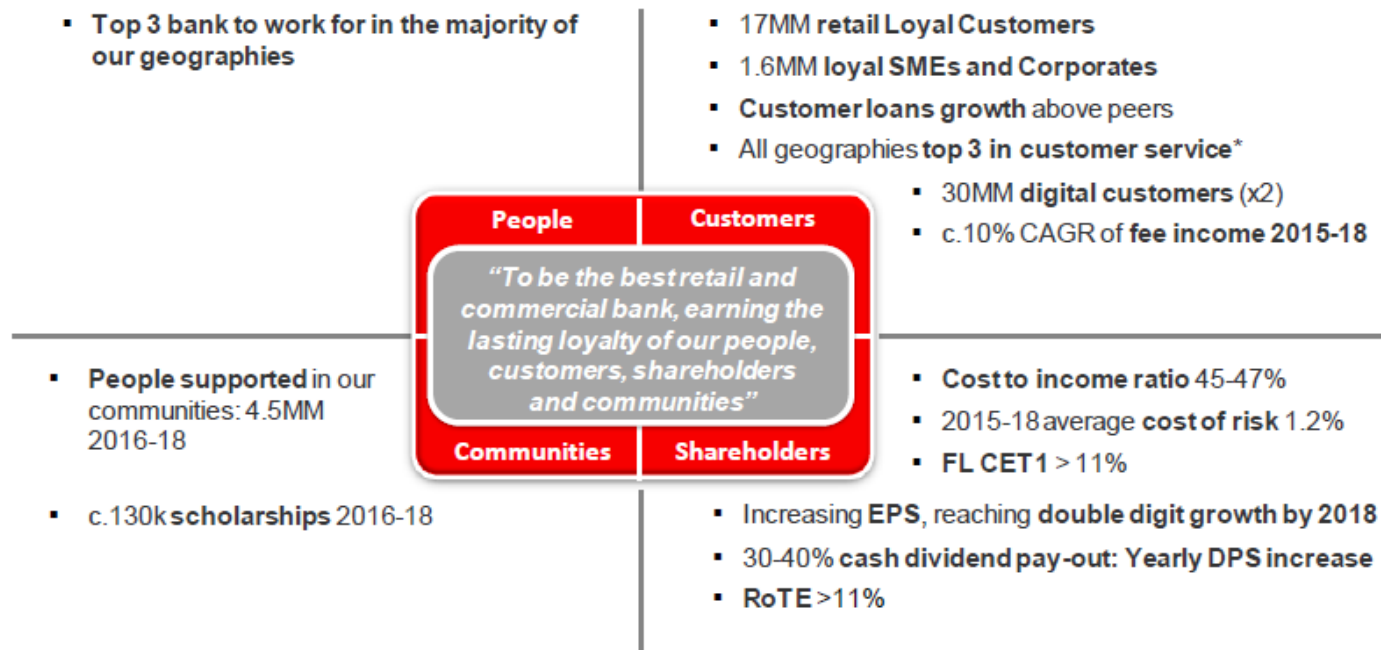 ▪ Top 3 bank to work for in the majority of
our geographies
▪ 17MM retail Loyal Customers
▪ 1.6MM loyal SMEs and Corporates
▪ Customer loans growth above peers
▪ All geographies top 3 in customer service*
▪ 30MM digital customers (x2)
▪ c.10% CAGR of fee income 2015-18
People
Customers
“To be the best retail and
commercial bank, earning the
lasting loyalty of our people,
customers, shareholders
and communities”
Communities
Shareholders
▪ People supported in our
communities: 4.5MM
2016-18
▪ c.130k scholarships 2016-18
▪ Cost to income ratio 45-47%
▪ 2015-18 average cost of risk 1.2%
▪ FL CET1 > 11%
▪ Increasing EPS, reaching double digit growth by 2018
▪ 30-40% cash dividend pay-out: Yearly DPS increase
▪ RoTE >11%